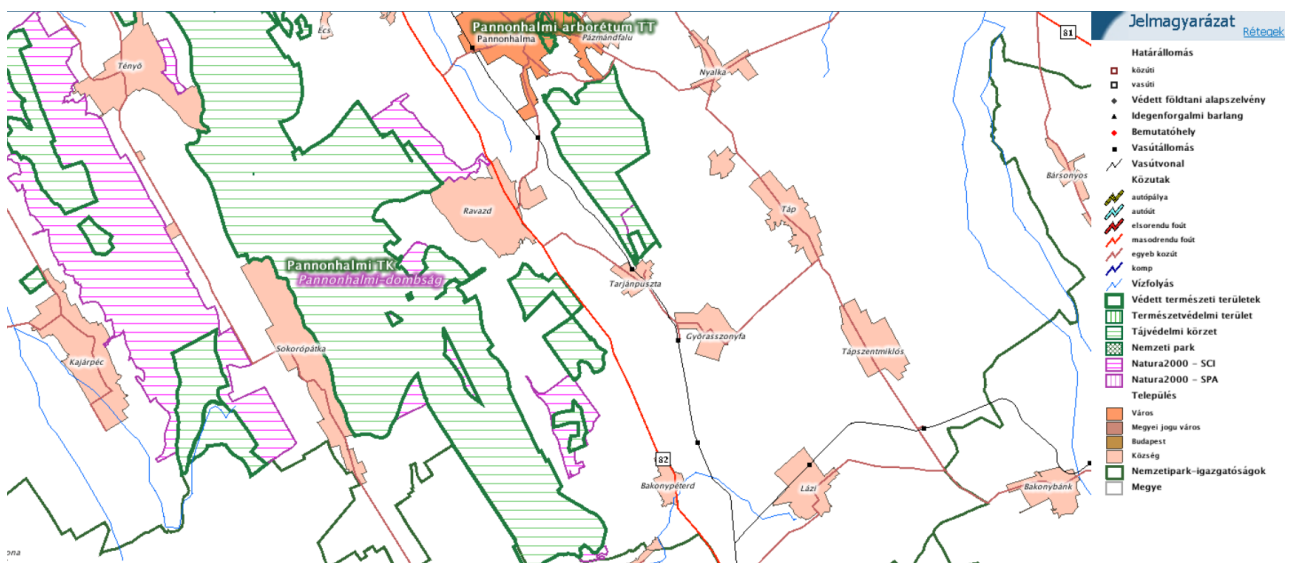 Pannonhalmi arborétum TT
Pannonhalma
Pázmándfalu
Écs
Tényő
Nyalka
81
Bársonyos
Ravazd
Táp
Pannonhalmi TK
Pannonhalmi-dombság
Tarjánpuszta
Győrasszonyfa
Sokorópátka
Tápszentmiklós
Kajárpéc
82
Bakonypéterd
Lázi
Bakonybánk
ona
Jelmagyarázat
Rétegek
Határállomás
közúti
vasúti
Védett földtani alapszelvény
Idegenforgalmi barlang
Bemutatóhely
Vasútállomás
Vasútvonal
Közutak
autópálya
autóút
elsorendu foút
masodrendu foút
egyeb kozút
komp
Vízfolyás
Védett természeti területek
Természetvédelmi terület
Tájvédelmi körzet
Nemzeti park
Natura2000 - SCI
Natura2000 - SPA
Település
Város
Megyei jogu város
Budapest
Község
Nemzetipark-igazgatóságok
Megye